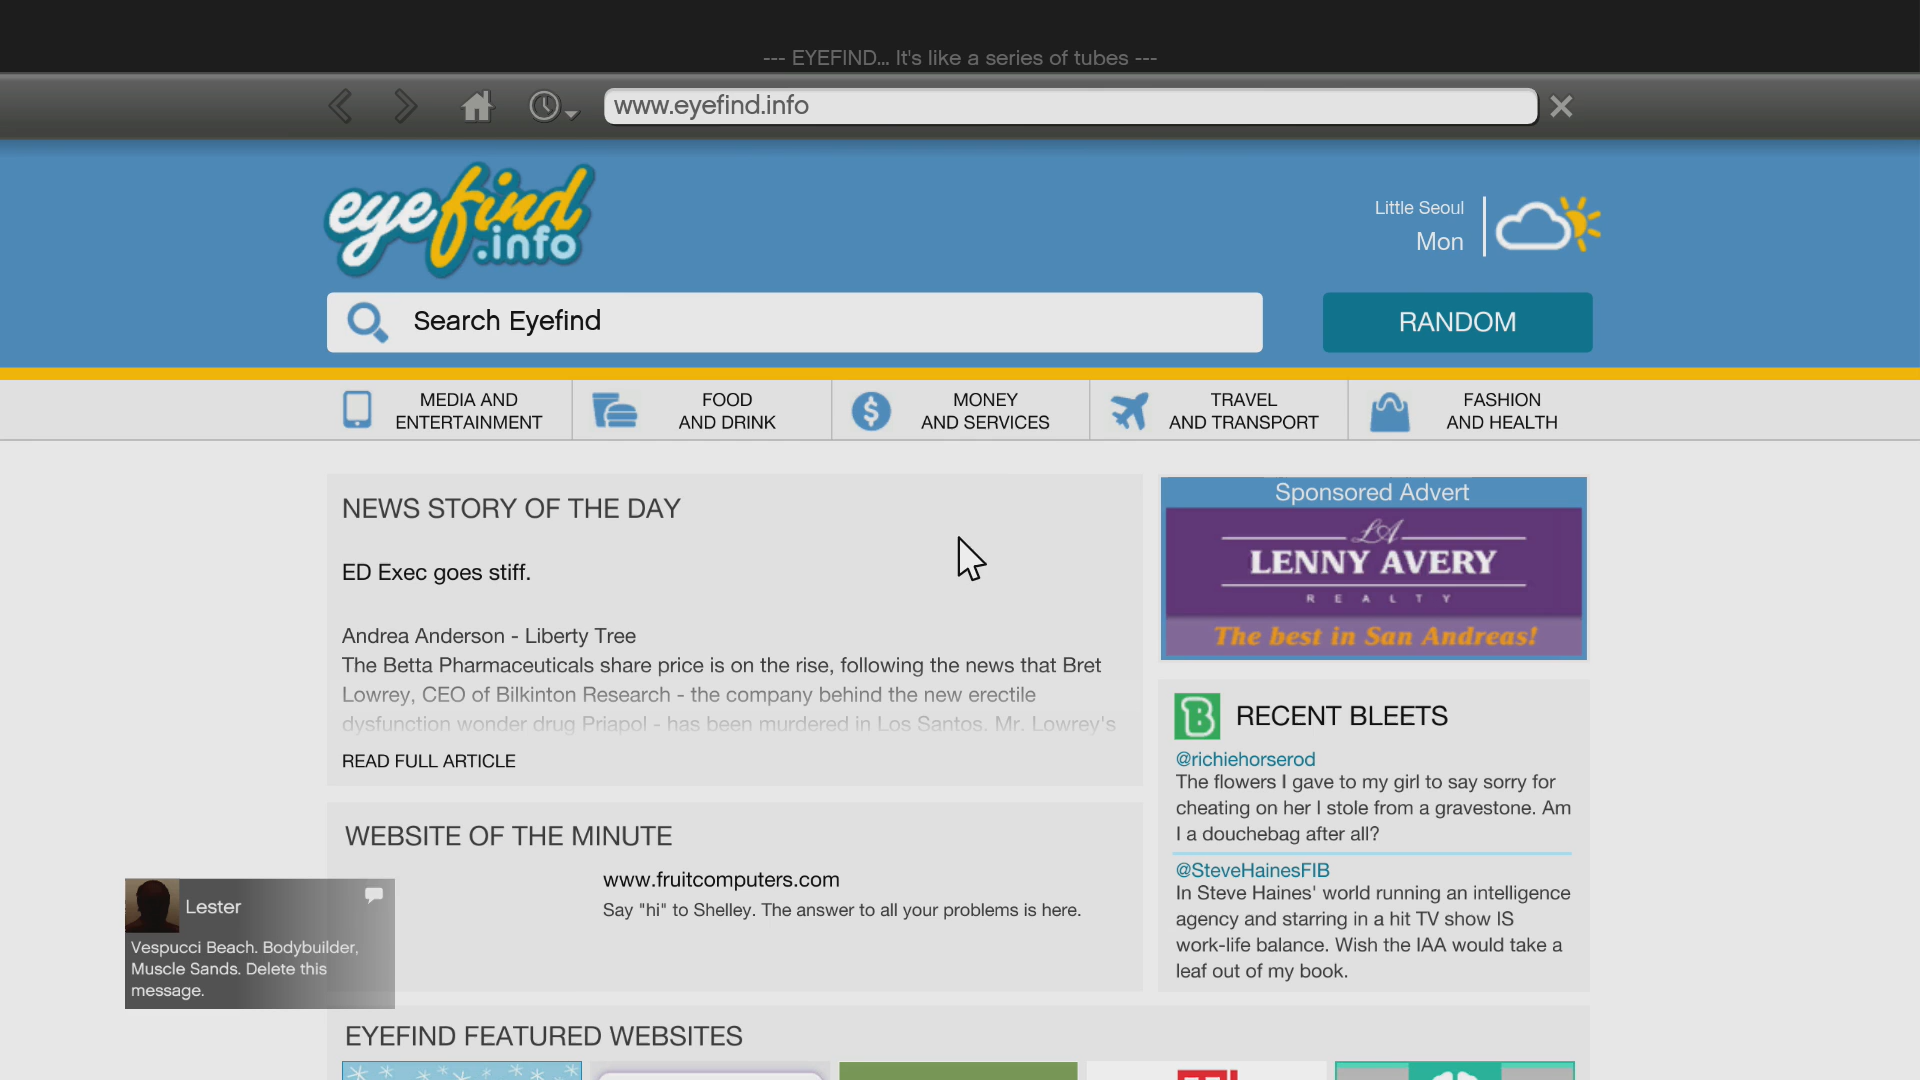 --- EYEFIND... It's like a series of tubes ---
www.eyefind.info
eyefind
.info
Little Seoul
Mon
Search Eyefind
RANDOM
MEDIA AND
ENTERTAINMENT
FOOD
AND DRINK
MONEY
AND SERVICES
TRAVEL
AND TRANSPORT
FASHION
AND HEALTH
NEWS STORY OF THE DAY
ED Exec goes stiff.
Andrea Anderson - Liberty Tree
The Betta Pharmaceuticals share price is on the rise, following the news that Bret
Lowrey, CEO of Bilkinton Research - the company behind the new erectile
dysfunction wonder drug Priapol - has been murdered in Los Santos. Mr. Lowrey's
READ FULL ARTICLE
Sponsored Advert
LA
LENNY AVERY
REALTY
The best in San Andreas!
RECENT BLEETS
@richiehorserod
The flowers I gave to my girl to say sorry for
cheating on her I stole from a gravestone. Am
I a douchebag after all?
@SteveHainesFIB
In Steve Haines' world running an intelligence
agency and starring in a hit TV show IS
work-life balance. Wish the IAA would take a
leaf out of my book.
WEBSITE OF THE MINUTE
www.fruitcomputers.com
Say "hi" to Shelley. The answer to all your problems is here.
Lester
Vespucci Beach. Bodybuilder,
Muscle Sands. Delete this
message.
EYEFIND FEATURED WEBSITES